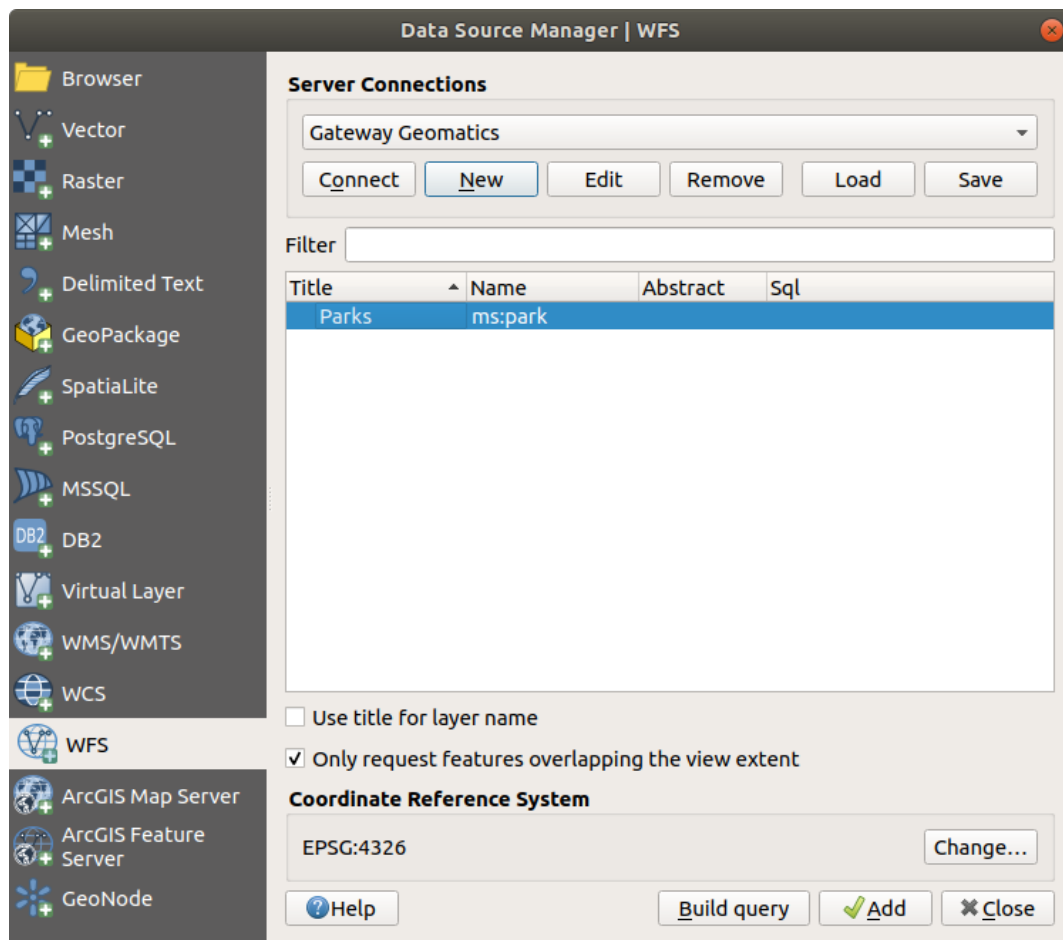 Data Source Manager | WFS
Browser
Vector
Raster
Mesh
Delimited Text
GeoPackage
SpatiaLite
PostgreSQL
MSSQL
DB2 DB2
Virtual Layer
WMS/WMTS
WCS
WFS
ArcGIS Map Server
ArcGIS Feature
Server
GeoNode
Server Connections
Gateway Geomatics
Connect New Edit Remove Load Save
Filter
Title Name Abstract Sql
Parks ms:park
Use title for layer name
Only request features overlapping the view extent
Coordinate Reference System
EPSG:4326 Change...
Help Build query Add Close